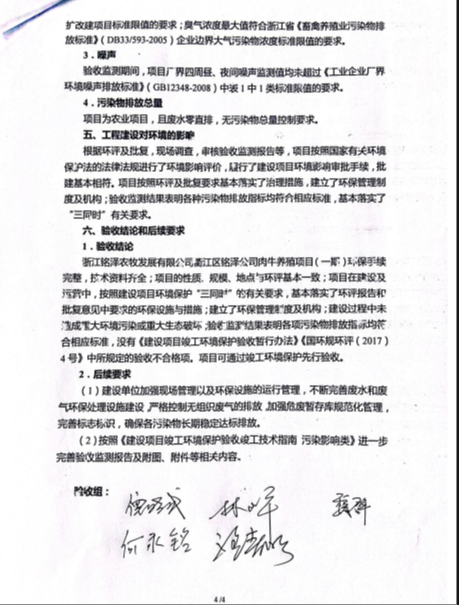 扩改建项目标准限值的要求；臭气浓度最大值符合浙江省《畜禽养殖业污染物排
放标准》（DB33/593-2005）企业边界大气污染物浓度标准限值的要求。
3．噪声
验收监测期间，项目厂界四周昼、夜间噪声监测值均未超过《工业企业厂界
环境噪声排放标准》（GB12348-2008）中表1中1类标准限值的要求。
4．污染物排放总量
项目为农业项目，且废水零直排，无污染物总量控制要求。
五、工程建设对环境的影响
根据环评及批复，现场调查，审核验收监测报告等，项目按照国家有关环境
保护法的法律法规进行了环境影响评价，履行了建设项目环境影响审批手续，批
建基本相符。项目按照环评及批复要求基本落实了治理措施，建立了环保管理制
度及机构；验收监测结果表明各种污染物排放指标均符合相应标准，基本落实了
“三同时”有关要求。
六、验收结论和后续要求
1．验收结论
浙江铭泽农牧发展有限公司衢江区铭泽公司肉牛养殖项目（一期）环保手续
完整，技术资料齐全；项目的性质、规模、地点与环评基本一致；项目在建设及
运营中，按照建设项目环境保护“三同时”的有关要求，基本落实了环评报告和
批复意见中要求的环保设施与措施；建立了环保管理制度及机构；建设过程中未
造成重大环境污染或重大生态破坏；验收监测结果表明各项污染物排放指标均符
合相应标准，没有《建设项目竣工环境保护验收暂行办法》《国环规环评（2017）
4号》中所规定的验收不合格项。项目可通过竣工环境保护先行验收。
2．后续要求
（1）建设单位加强现场管理以及环保设施的运行管理，不断完善废水和废
气环保处理设施建设，严格控制无组织废气的排放，加强危废暂存库规范化管理，
完善标志标识，确保各污染物长期稳定达标排放。
（2）按照《建设项目竣工环境保护验收竣工技术指南 污染影响类》进一步
完善验收监测报告及附图、附件等相关内容。
验收组：
何永铭
4/4